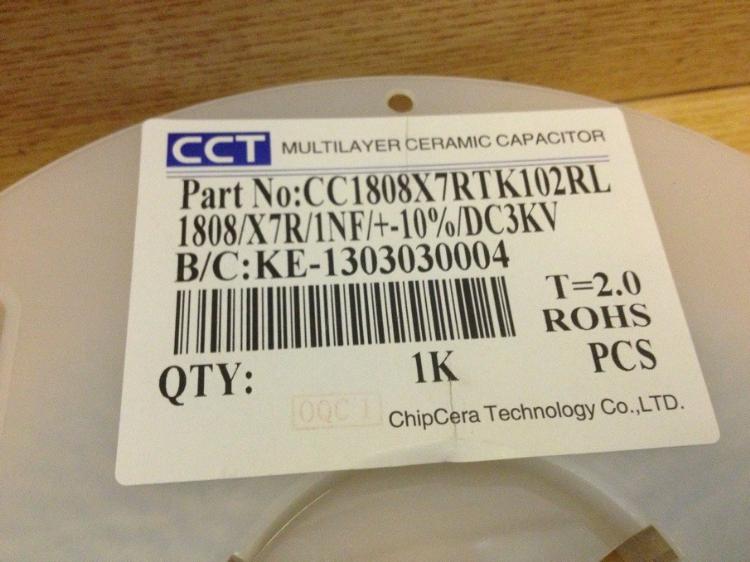 CCT MULTILAYER CERAMIC CAPACITOR
Part No:CC1808X7RTK102RL
1808/X7R/1NF/+-10%/DC3KV
B/C:KE-1303030004
T=2.0
ROHS
QTY: 1K PCS
OQC 1
ChipCera Technology Co.,LTD.